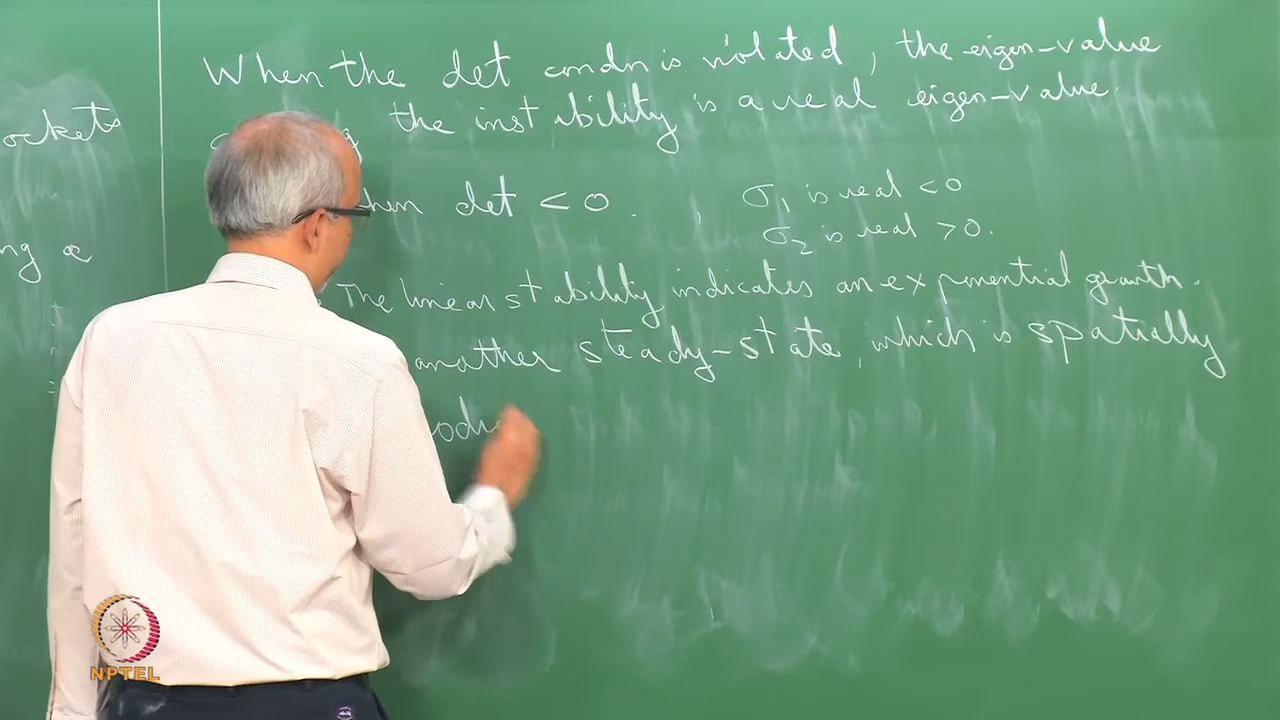 ockets
ng a
When the det condn is violated, the eigen-value
g the instability is a real eigen-value.
hen det < 0. , σ1 is real < 0
σ2 is real > 0.
The linear stability indicates an exponential growth.
another steady-state, which is spatially
NPTEL